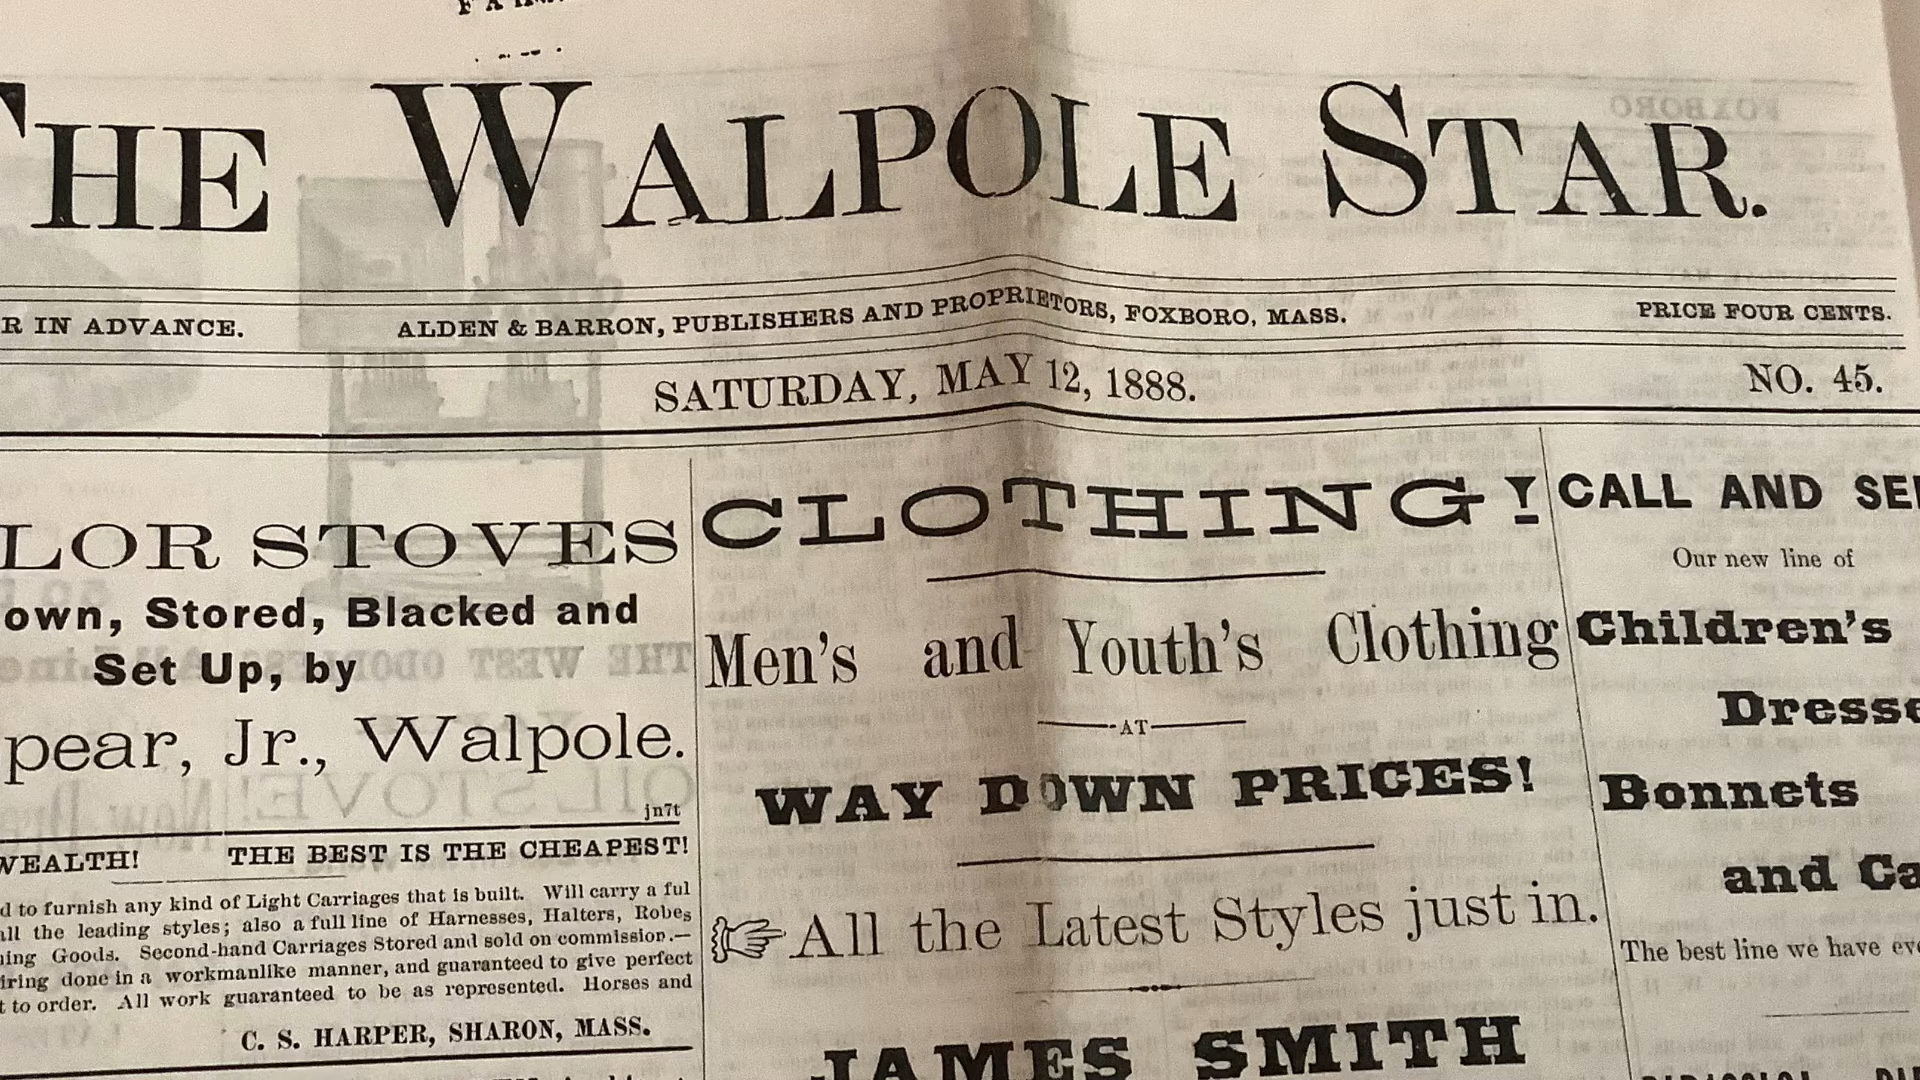 THE WALPOLE STAR.
R IN ADVANCE.
ALDEN & BARRON, PUBLISHERS AND PROPRIETORS, FOXBORO, MASS.
PRICE FOUR CENTS.
SATURDAY, MAY 12, 1888.
NO. 45.
LOR STOVES
own, Stored, Blacked and
Set Up, by
pear, Jr., Walpole.
jn7t
WEALTH!
THE BEST IS THE CHEAPEST!
d to furnish any kind of Light Carriages that is built. Will carry a ful
all the leading styles; also a full line of Harnesses, Halters, Robes
ing Goods. Second-hand Carriages Stored and sold on commission.—
iring done in a workmanlike manner, and guaranteed to give perfect
t to order. All work guaranteed to be as represented. Horses and
C. S. HARPER, SHARON, MASS.
CLOTHING!
Men's and Youth's Clothing
AT
WAY DOWN PRICES!
All the Latest Styles just in.
JAMES SMITH
CALL AND SE
Our new line of
Children's
Dresse
Bonnets
and Ca
The best line we have eve